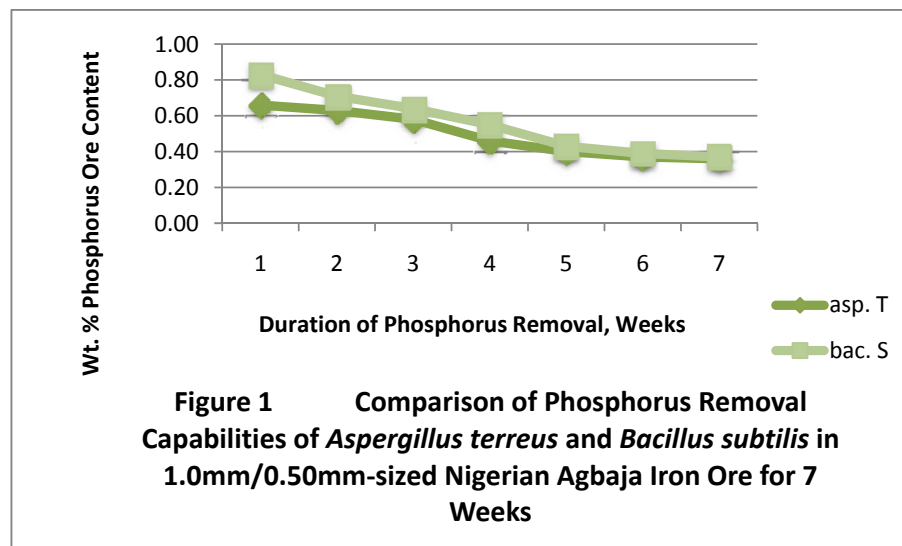 Wt. % Phosphorus Ore Content
1.00
0.80
0.60
0.40
0.20
0.00
1 2 3 4 5 6 7
Duration of Phosphorus Removal, Weeks
asp. T
bac. S
Figure 1 Comparison of Phosphorus Removal
Capabilities of Aspergillus terreus and Bacillus subtilis in
1.0mm/0.50mm-sized Nigerian Agbaja Iron Ore for 7
Weeks